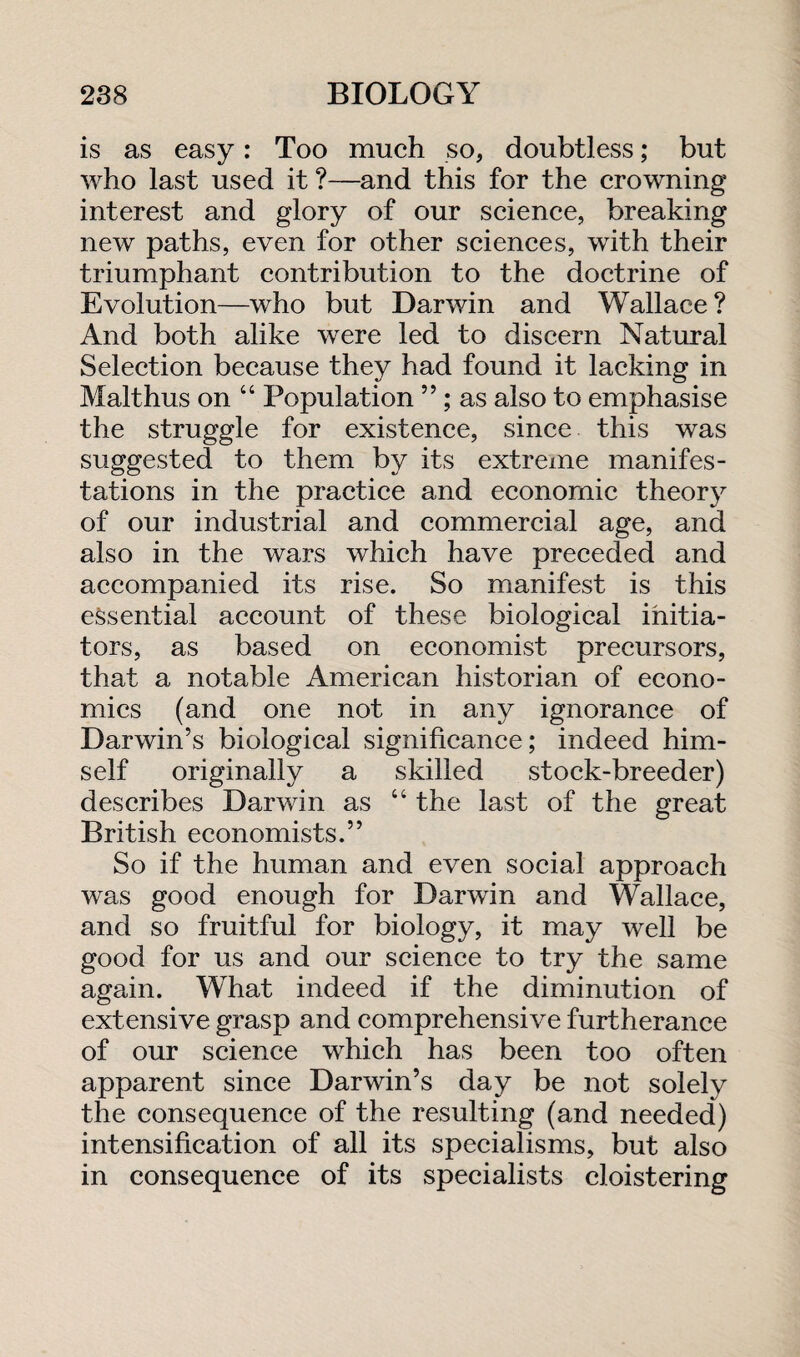 238 BIOLOGY
is as easy: Too much so, doubtless; but
who last used it ?—and this for the crowning
interest and glory of our science, breaking
new paths, even for other sciences, with their
triumphant contribution to the doctrine of
Evolution—who but Darwin and Wallace?
And both alike were led to discern Natural
Selection because they had found it lacking in
Malthus on “ Population ” ; as also to emphasise
the struggle for existence, since this was
suggested to them by its extreme manifes-
tations in the practice and economic theory
of our industrial and commercial age, and
also in the wars which have preceded and
accompanied its rise. So manifest is this
essential account of these biological initia-
tors, as based on economist precursors,
that a notable American historian of econo-
mics (and one not in any ignorance of
Darwin’s biological significance; indeed him-
self originally a skilled stock-breeder)
describes Darwin as “ the last of the great
British economists.”
So if the human and even social approach
was good enough for Darwin and Wallace,
and so fruitful for biology, it may well be
good for us and our science to try the same
again. What indeed if the diminution of
extensive grasp and comprehensive furtherance
of our science which has been too often
apparent since Darwin’s day be not solely
the consequence of the resulting (and needed)
intensification of all its specialisms, but also
in consequence of its specialists cloistering